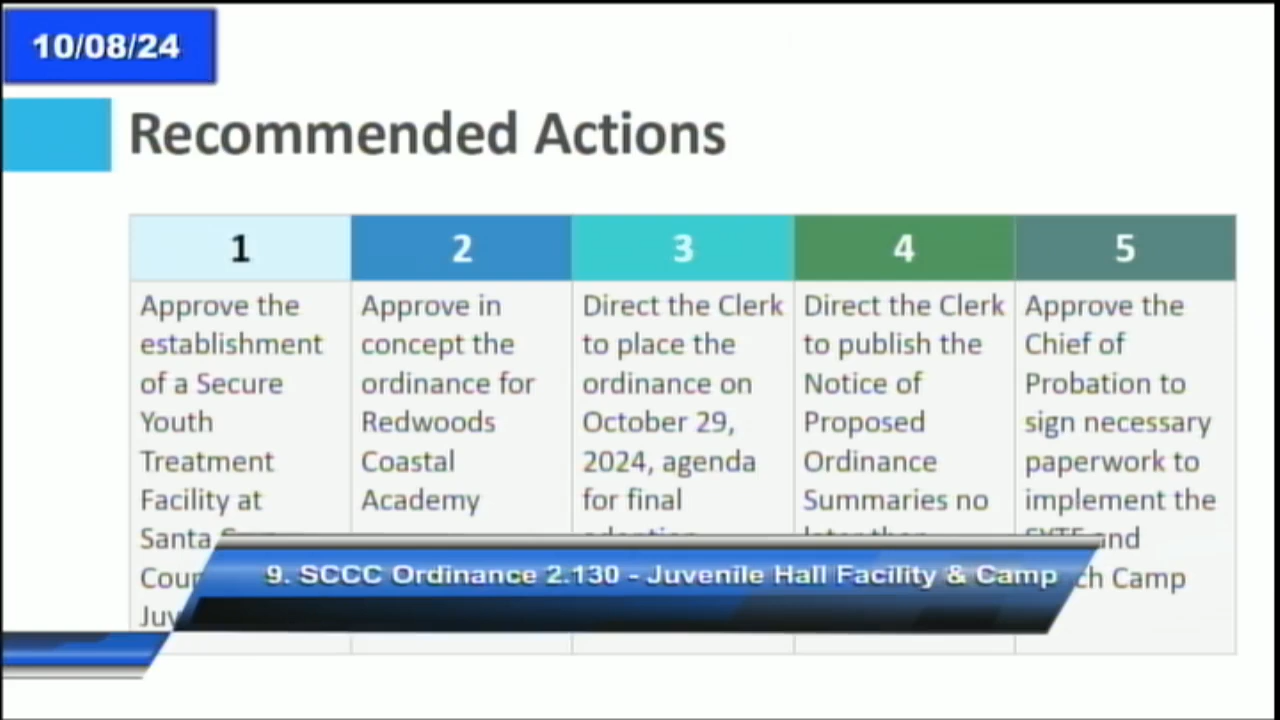 10/08/24
Recommended Actions
1
Approve the
establishment
of a Secure
Youth
Treatment
Facility at
Santa
2
Approve in
concept the
ordinance for
Redwoods
Coastal
Academy
3
Direct the Clerk
to place the
ordinance on
October 29,
2024, agenda
for final
adoption
4
Direct the Clerk
to publish the
Notice of
Proposed
Ordinance
Summaries no
later than
5
Approve the
Chief of
Probation to
sign necessary
paperwork to
implement the
and
Camp
9. SCCC Ordinance 2.130 - Juvenile Hall Facility & Camp